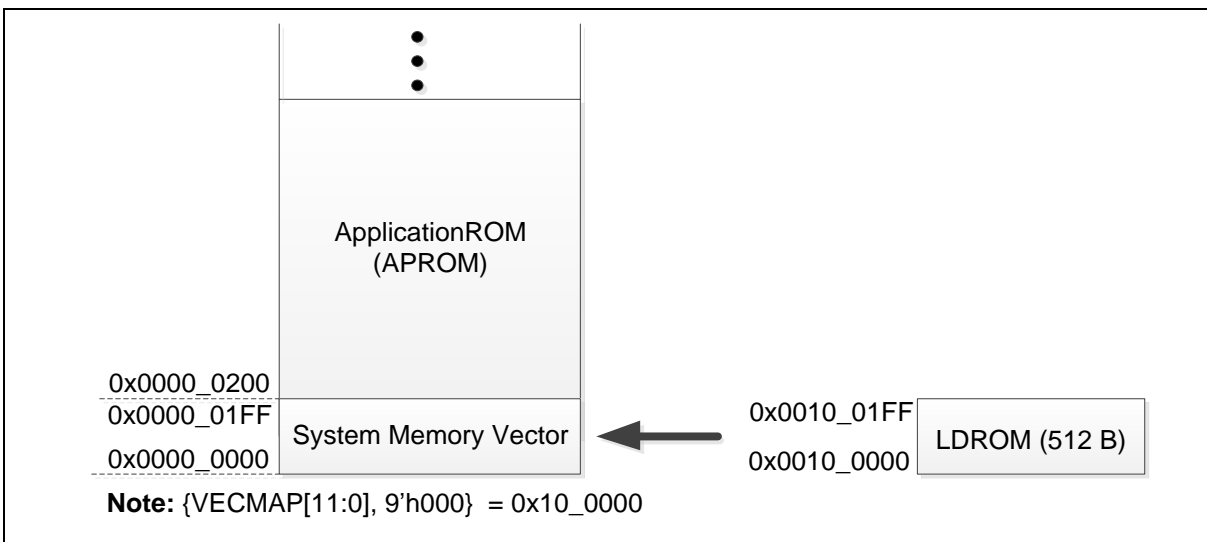 ApplicationROM
(APROM)
0x0000_0200
0x0000_01FF
System Memory Vector
0x0000_0000
0x0010_01FF
LDROM (512 B)
0x0010_0000
Note: {VECMAP[11:0], 9’h000} = 0x10_0000